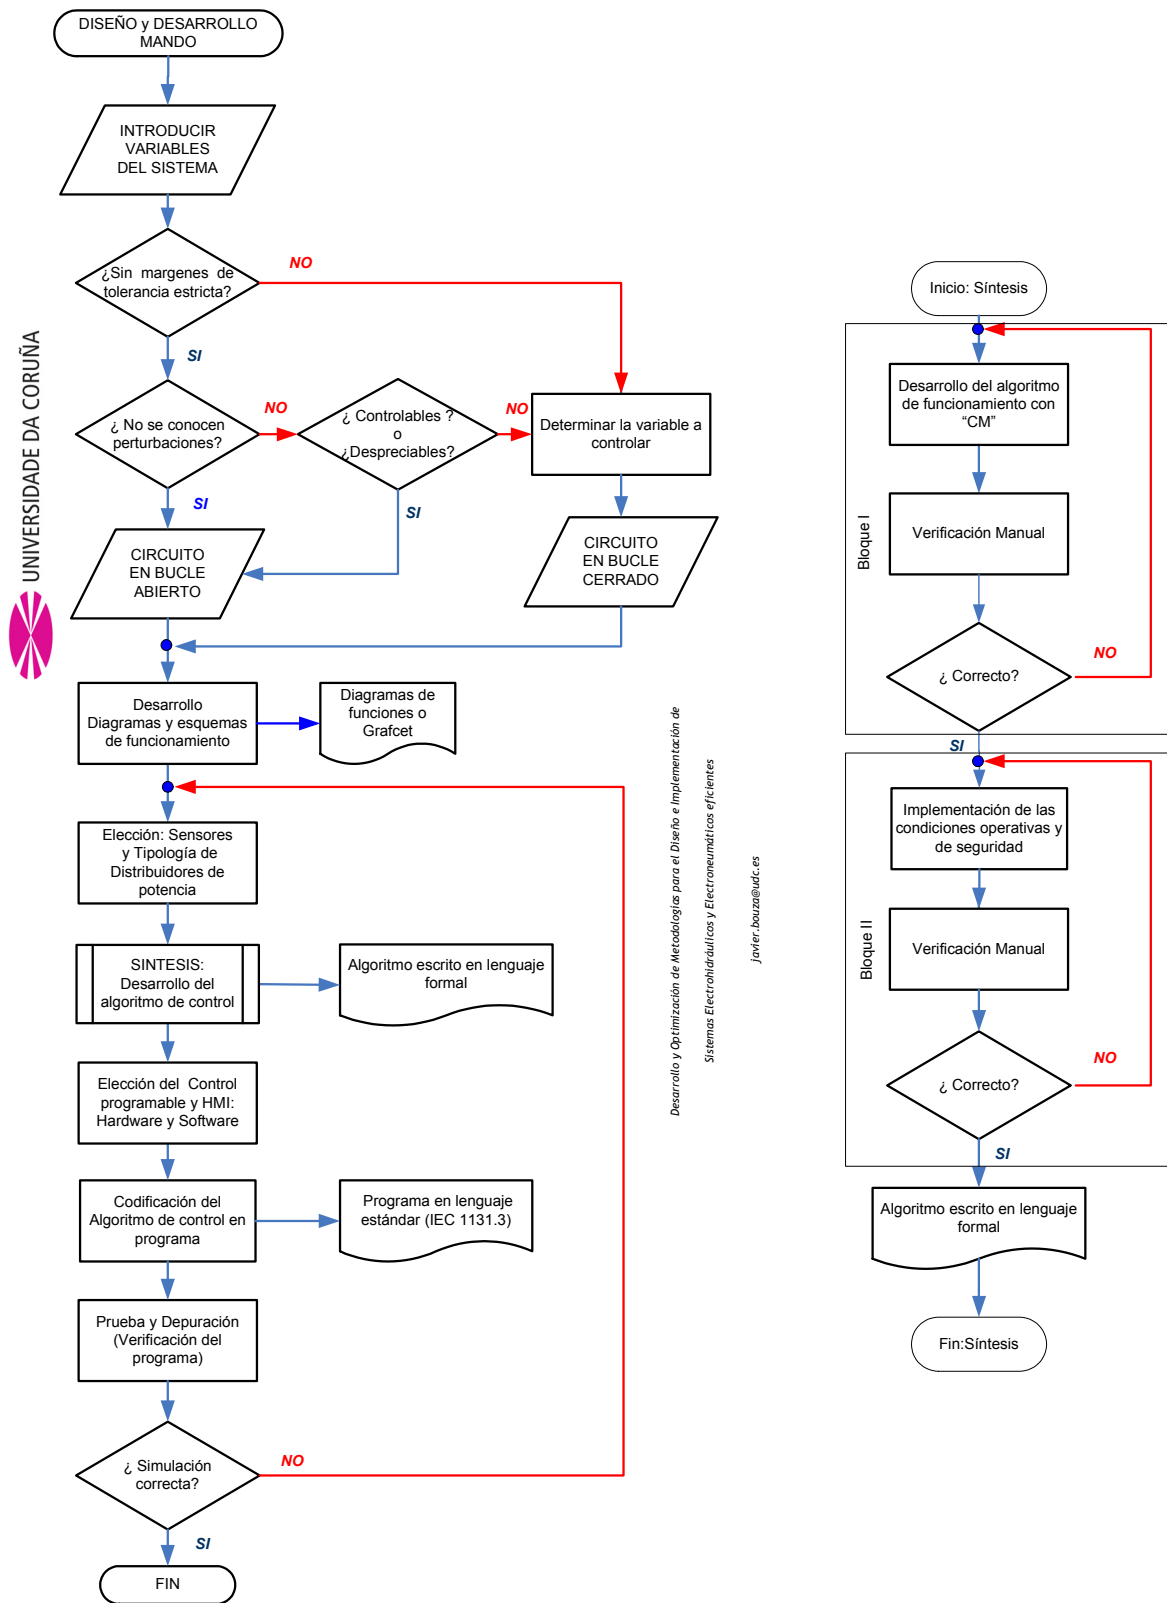 DISEÑO y DESARROLLO
MANDO
INTRODUCIR
VARIABLES
DEL SISTEMA
¿Sin margenes de
tolerancia estricta?
NO
SI
¿ No se conocen
perturbaciones?
NO
¿ Controlables ?
o
¿Despreciables?
NO
Determinar la variable a
controlar
SI
SI
CIRCUITO
EN BUCLE
ABIERTO
CIRCUITO
EN BUCLE
CERRADO
Desarrollo
Diagramas y esquemas
de funcionamiento
Diagramas de
funciones o
Grafcet
Elección: Sensores
y Tipología de
Distribuidores de
potencia
SINTESIS:
Desarrollo del
algoritmo de control
Algoritmo escrito en lenguaje
formal
Elección del Control
programable y HMI:
Hardware y Software
Codificación del
Algoritmo de control en
programa
Programa en lenguaje
estándar (IEC 1131.3)
Prueba y Depuración
(Verificación del
programa)
¿ Simulación
correcta?
NO
SI
FIN
UNIVERSIDADE DA CORUÑA
Desarrollo y Optimización de Metodologías para el Diseño e Implementación de
Sistemas Electrohidráulicos y Electroneumáticos eficientes
javier.bouza@udc.es
Inicio: Síntesis
Bloque I
Desarrollo del algoritmo
de funcionamiento con
“CM”
Verificación Manual
¿ Correcto?
NO
SI
Bloque II
Implementación de las
condiciones operativas y
de seguridad
Verificación Manual
¿ Correcto?
NO
SI
Algoritmo escrito en lenguaje
formal
Fin:Síntesis